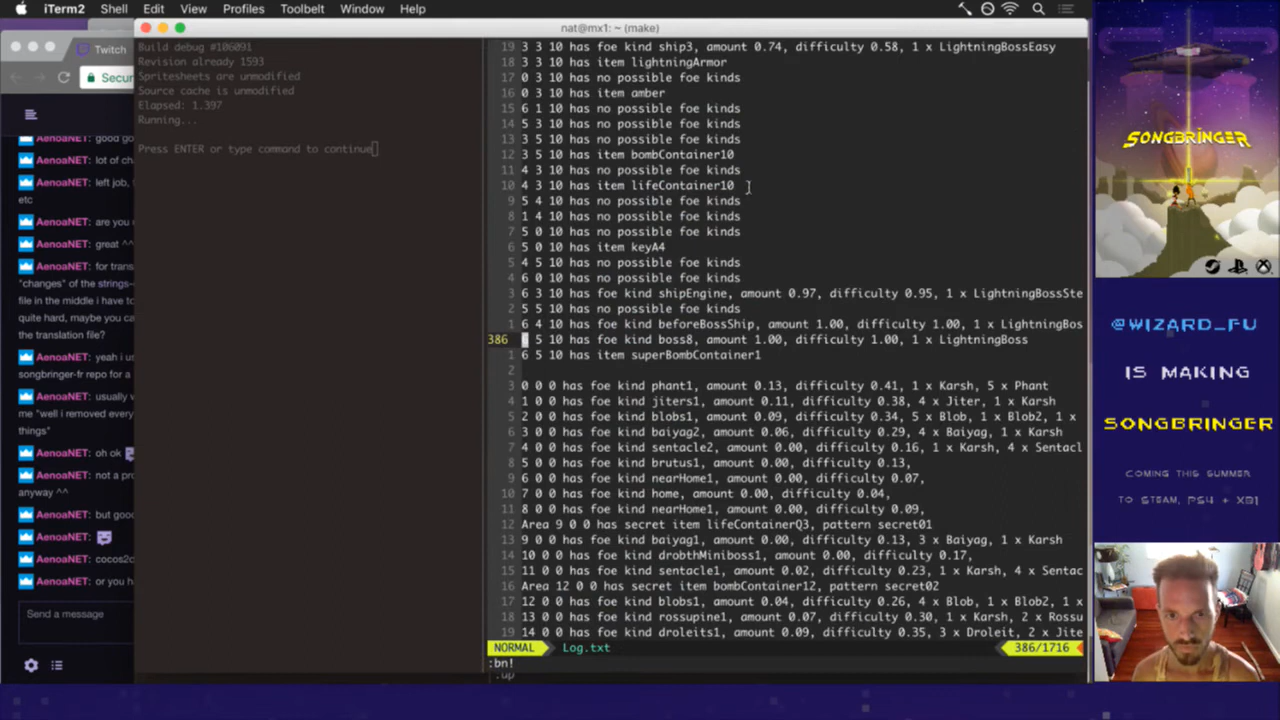 iTerm2 Shell Edit View Profiles Toolbelt Window Help
nat@mx1: ~ (make)
Twitch
Secur
AenoaNET: good go
AenoaNET: lot of cha
AenoaNET: left job,
etc
AenoaNET: are you u
AenoaNET: great ^^
AenoaNET: for trans
"changes" of the strings-
file in the middle i have to
quite hard, maybe you ca
the translation file?
AenoaNET: yeah i us
songbringer-fr repo for a
AenoaNET: usually v
me "well i removed every
things"
AenoaNET: oh ok
AenoaNET: not a pro
anyway ^^
AenoaNET: but good
AenoaNET:
AenoaNET: cocos2c
AenoaNET: or you ha
Send a message
Build debug #106091
Revision already 1593
Spritesheets are unmodified
Source cache is unmodified
Elapsed: 1.397
Running...
Press ENTER or type command to continue
19 3 3 10 has foe kind ship3, amount 0.74, difficulty 0.58, 1 x LightningBossEasy
18 3 3 10 has item lightningArmor
17 0 3 10 has no possible foe kinds
16 0 3 10 has item amber
15 6 1 10 has no possible foe kinds
14 5 3 10 has no possible foe kinds
13 3 5 10 has no possible foe kinds
12 3 5 10 has item bombContainer10
11 4 3 10 has no possible foe kinds
10 4 3 10 has item lifeContainer10
9 5 4 10 has no possible foe kinds
8 1 4 10 has no possible foe kinds
7 5 0 10 has no possible foe kinds
6 5 0 10 has item keyA4
5 4 5 10 has no possible foe kinds
4 6 0 10 has no possible foe kinds
3 6 3 10 has foe kind shipEngine, amount 0.97, difficulty 0.95, 1 x LightningBossSte
2 5 5 10 has no possible foe kinds
1 6 4 10 has foe kind beforeBossShip, amount 1.00, difficulty 1.00, 1 x LightningBos
386 6 5 10 has foe kind boss8, amount 1.00, difficulty 1.00, 1 x LightningBoss
1 6 5 10 has item superBombContainer1
2
3 0 0 0 has foe kind phant1, amount 0.13, difficulty 0.41, 1 x Karsh, 5 x Phant
4 1 0 0 has foe kind jiters1, amount 0.11, difficulty 0.38, 4 x Jiter, 1 x Karsh
5 2 0 0 has foe kind blobs1, amount 0.09, difficulty 0.34, 5 x Blob, 1 x Blob2, 1 x
6 3 0 0 has foe kind baiyag2, amount 0.06, difficulty 0.29, 4 x Baiyag, 1 x Karsh
7 4 0 0 has foe kind sentacle2, amount 0.00, difficulty 0.16, 1 x Karsh, 4 x Sentacl
8 5 0 0 has foe kind brutus1, amount 0.00, difficulty 0.13,
9 6 0 0 has foe kind nearHome1, amount 0.00, difficulty 0.07,
10 7 0 0 has foe kind home, amount 0.00, difficulty 0.04,
11 8 0 0 has foe kind nearHome1, amount 0.00, difficulty 0.09,
12 Area 9 0 0 has secret item lifeContainerQ3, pattern secret01
13 9 0 0 has foe kind baiyag1, amount 0.00, difficulty 0.13, 3 x Baiyag, 1 x Karsh
14 10 0 0 has foe kind drobthMiniboss1, amount 0.00, difficulty 0.17,
15 11 0 0 has foe kind sentacle1, amount 0.02, difficulty 0.23, 1 x Karsh, 4 x Sentac
16 Area 12 0 0 has secret item bombContainer12, pattern secret02
17 12 0 0 has foe kind blobs1, amount 0.04, difficulty 0.26, 4 x Blob, 1 x Blob2, 1 x
18 13 0 0 has foe kind rossupine1, amount 0.07, difficulty 0.30, 1 x Karsh, 2 x Rossu
19 14 0 0 has foe kind droleits1, amount 0.09, difficulty 0.35, 3 x Droleit, 2 x Jite
NORMAL Log.txt 386/1716
:bn!
:up
SONGBRINGER
@WIZARD_FU
IS MAKING
SONGBRINGER
COMING THIS SUMMER
TO STEAM, PS4 + XB1